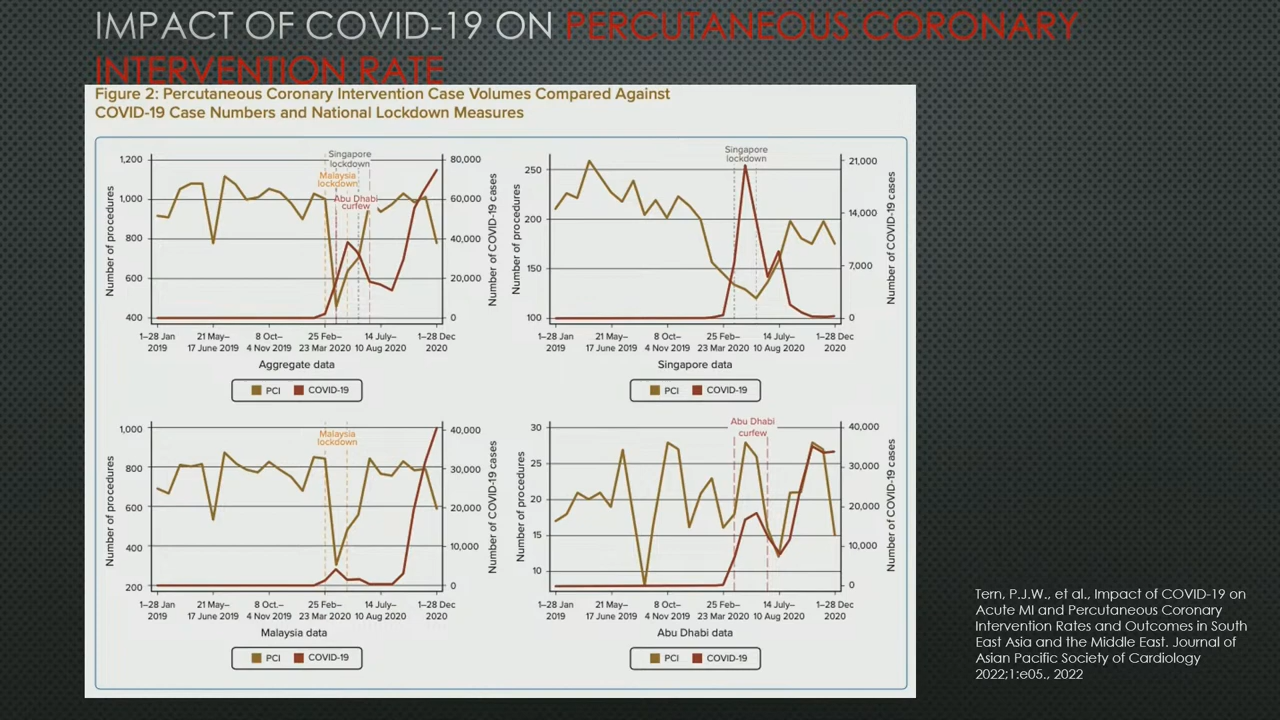 IMPACT OF COVID-19 ON PERCUTANEOUS CORONARY
INTERVENTION RATE
Figure 2: Percutaneous Coronary Intervention Case Volumes Compared Against
COVID-19 Case Numbers and National Lockdown Measures
Singapore
lockdown
Malaysia
lockdown
Abu Dhabi
curfew
1,200
1,000
800
600
400
Number of procedures
80,000
60,000
40,000
20,000
0
Number of COVID-19 cases
1–28 Jan 21 May– 8 Oct– 25 Feb– 14 July– 1–28 Dec
2019 17 June 2019 4 Nov 2019 23 Mar 2020 10 Aug 2020 2020
Aggregate data
PCI COVID-19
Singapore
lockdown
250
200
150
100
Number of procedures
21,000
14,000
7,000
0
Number of COVID-19 cases
1–28 Jan 21 May– 8 Oct– 25 Feb– 14 July– 1–28 Dec
2019 17 June 2019 4 Nov 2019 23 Mar 2020 10 Aug 2020 2020
Singapore data
PCI COVID-19
Malaysia
lockdown
1,000
800
600
400
200
Number of procedures
40,000
30,000
20,000
10,000
0
Number of COVID-19 cases
1–28 Jan 21 May– 8 Oct.– 25 Feb– 14 July– 1–28 Dec
2019 17 June 2019 4 Nov 2019 23 Mar 2020 10 Aug 2020 2020
Malaysia data
PCI COVID-19
Abu Dhabi
curfew
30
25
20
15
10
Number of procedures
40,000
30,000
20,000
10,000
0
Number of COVID-19 cases
1–28 Jan 21 May– 8 Oct– 25 Feb– 14 July– 1–28 Dec
2019 17 June 2019 4 Nov 2019 23 Mar 2020 10 Aug 2020 2020
Abu Dhabi data
PCI COVID-19
Tern, P.J.W., et al., Impact of COVID-19 on
Acute MI and Percutaneous Coronary
Intervention Rates and Outcomes in South
East Asia and the Middle East. Journal of
Asian Pacific Society of Cardiology
2022;1:e05., 2022